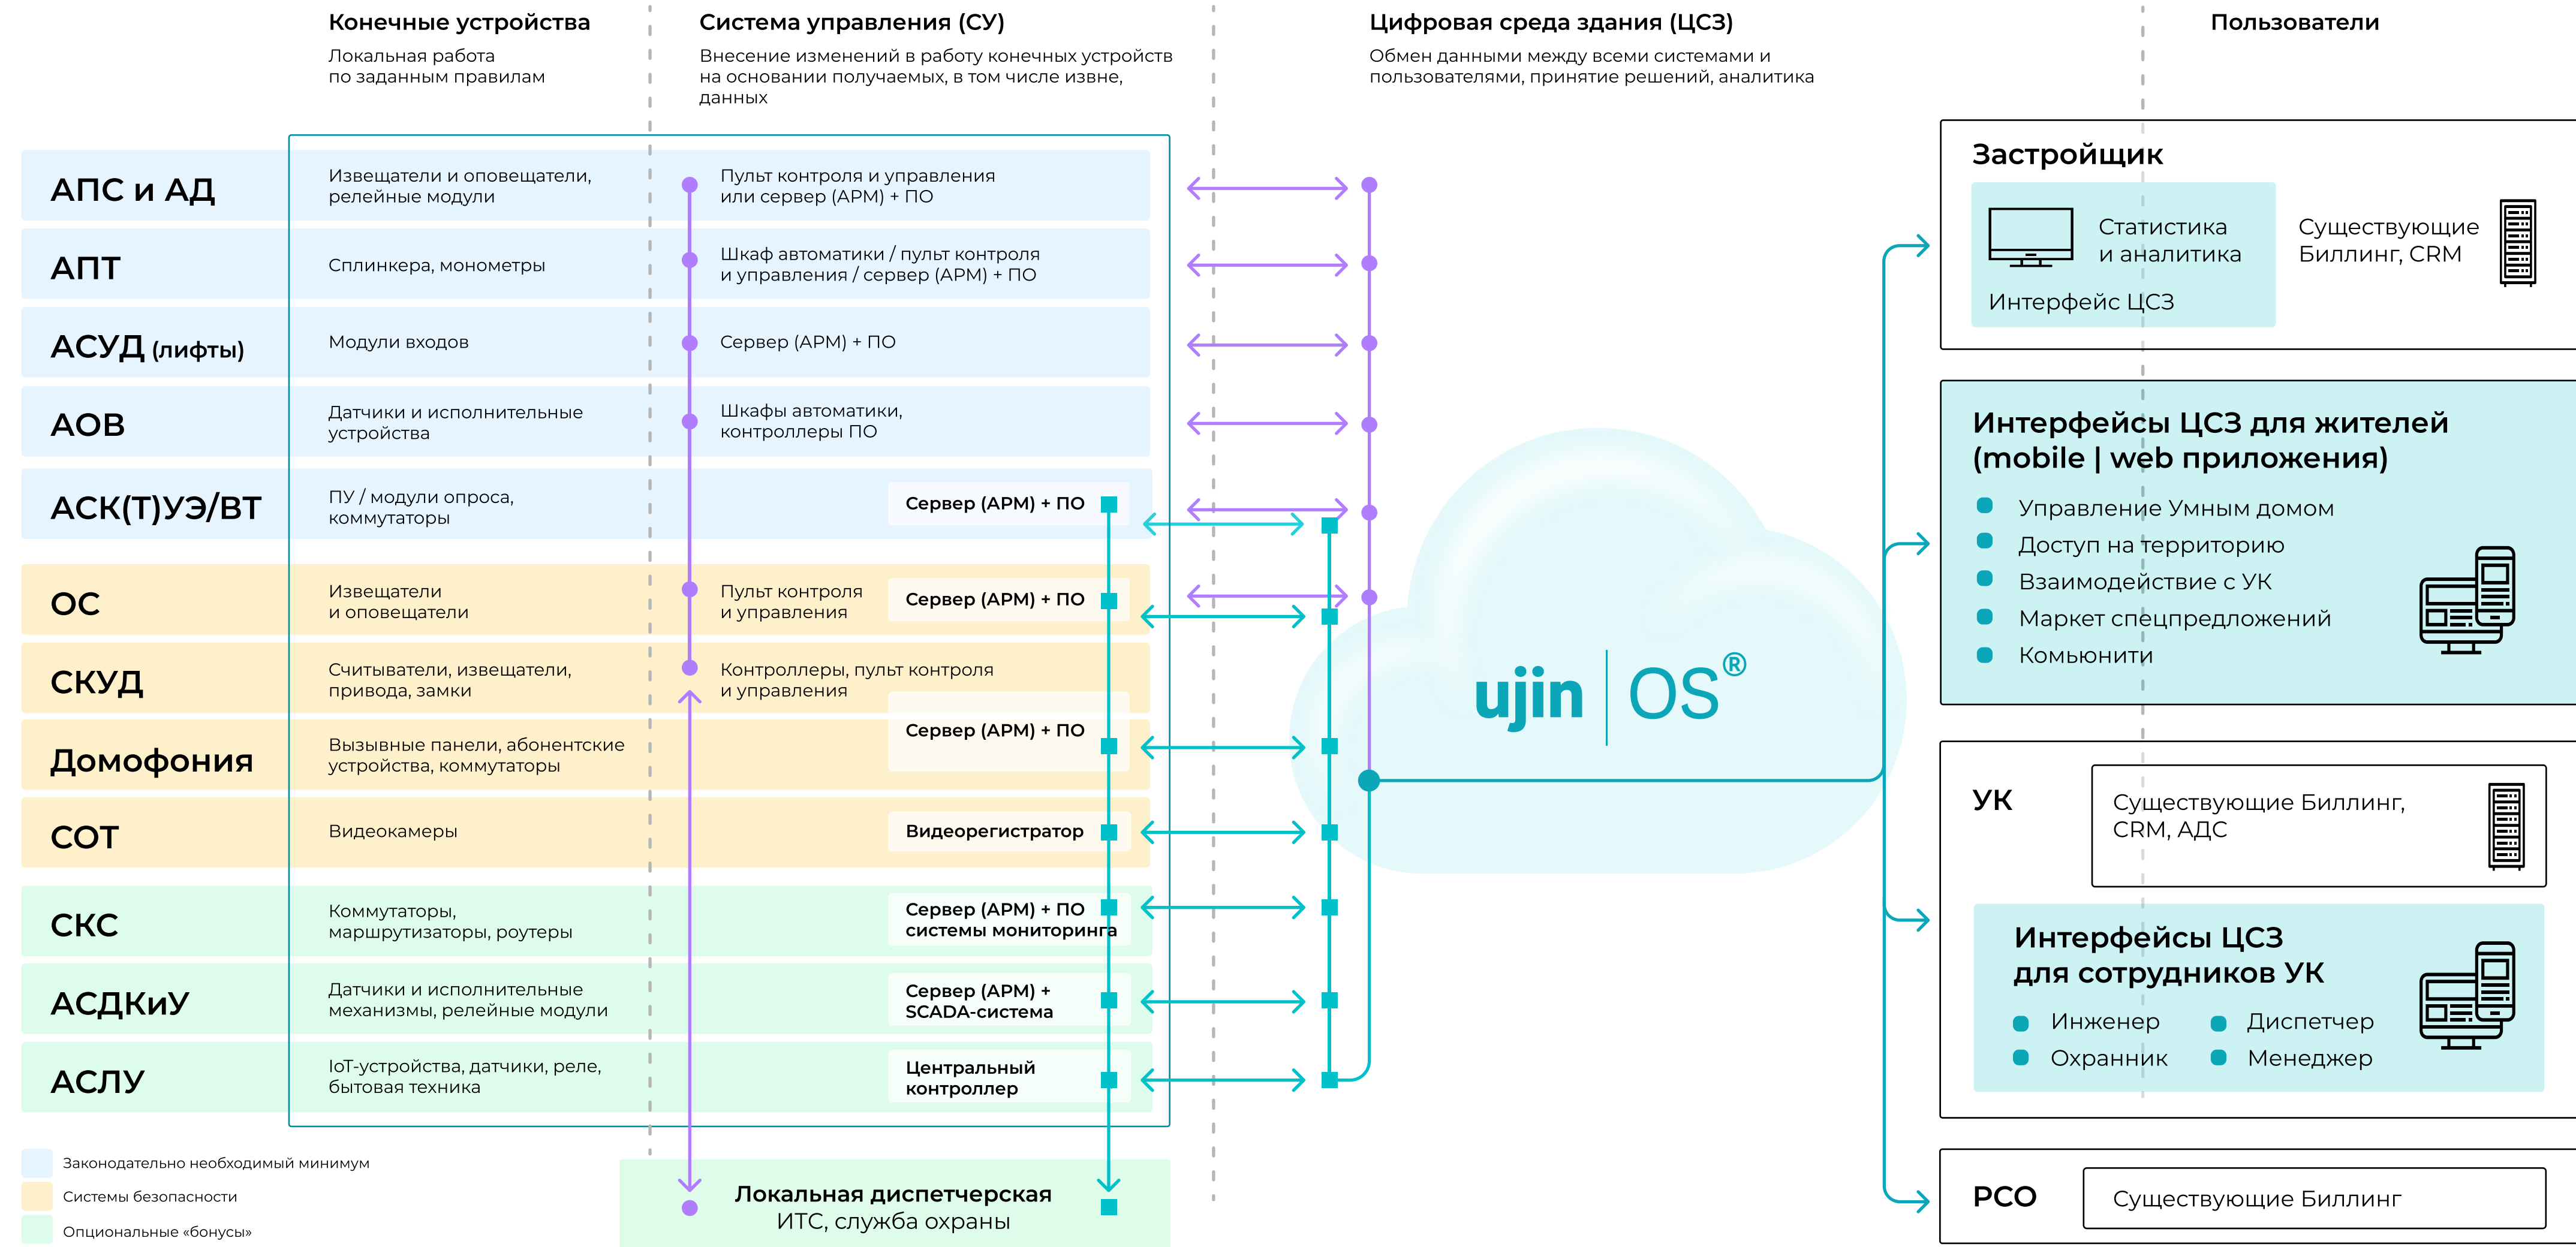 Конечные устройства
Локальная работа
по заданным правилам
Система управления (СУ)
Внесение изменений в работу конечных устройств
на основании получаемых, в том числе извне,
данных
Цифровая среда здания (ЦСЗ)
Обмен данными между всеми системами и
пользователями, принятие решений, аналитика
Пользователи
АПС и АД
Извещатели и оповещатели,
релейные модули
Пульт контроля и управления
или сервер (АРМ) + ПО
АПТ
Сплинкера, монометры
Шкаф автоматики / пульт контроля
и управления / сервер (АРМ) + ПО
АСУД (лифты)
Модули входов
Сервер (АРМ) + ПО
АОВ
Датчики и исполнительные
устройства
Шкафы автоматики,
контроллеры ПО
АСК(Т)УЭ/ВТ
ПУ / модули опроса,
коммутаторы
Сервер (АРМ) + ПО
ОС
Извещатели
и оповещатели
Пульт контроля
и управления
Сервер (АРМ) + ПО
СКУД
Считыватели, извещатели,
привода, замки
Контроллеры, пульт контроля
и управления
Сервер (АРМ) + ПО
Домофония
Вызывные панели, абонентские
устройства, коммутаторы
СОТ
Видеокамеры
Видеорегистратор
СКС
Коммутаторы,
маршрутизаторы, роутеры
Сервер (АРМ) + ПО
системы мониторинга
АСДКиУ
Датчики и исполнительные
механизмы, релейные модули
Сервер (АРМ) +
SCADA-система
АСЛУ
IoT-устройства, датчики, реле,
бытовая техника
Центральный
контроллер
Законодательно необходимый минимум
Системы безопасности
Опциональные «бонусы»
Локальная диспетчерская
ИТС, служба охраны
ujin | OS®
Застройщик
Статистика
и аналитика
Интерфейс ЦСЗ
Существующие
Биллинг, CRM
Интерфейсы ЦСЗ для жителей
(mobile | web приложения)
Управление Умным домом
Доступ на территорию
Взаимодействие с УК
Маркет спецпредложений
Комьюнити
УК
Существующие Биллинг,
CRM, АДС
Интерфейсы ЦСЗ
для сотрудников УК
Инженер
Диспетчер
Охранник
Менеджер
РСО
Существующие Биллинг